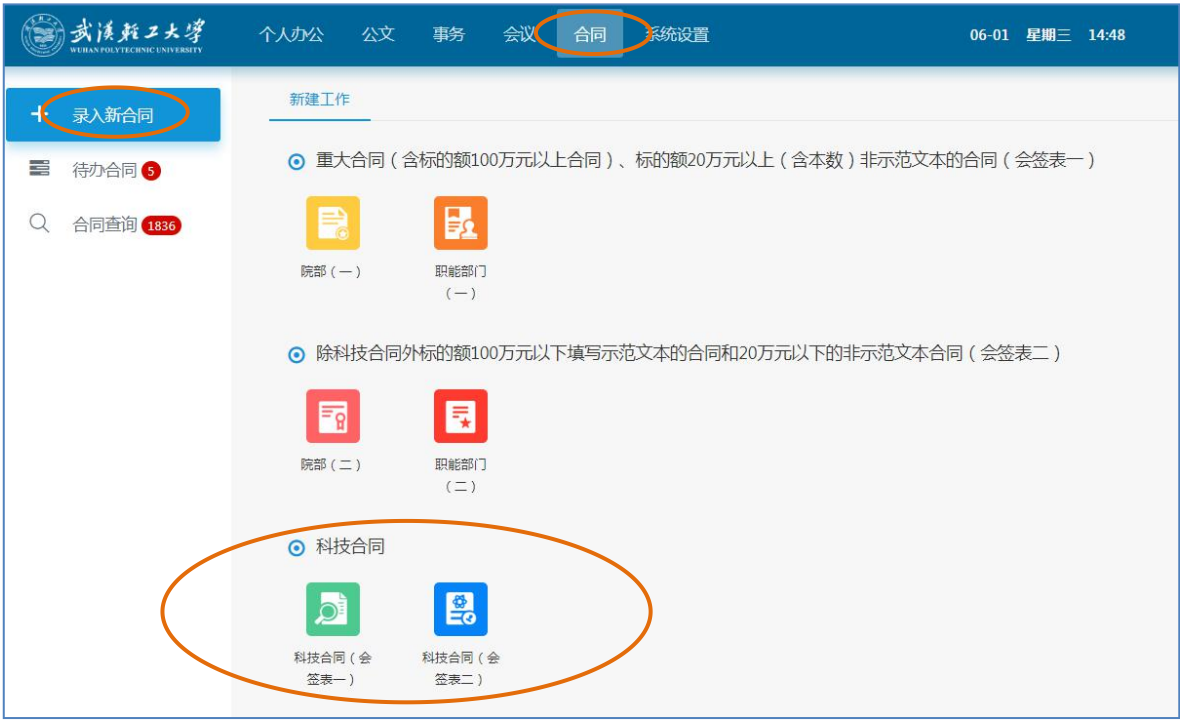 武汉轻工大学
WUHAN POLYTECHNIC UNIVERSITY
个人办公 公文 事务 会议 合同 系统设置
06-01 星期三 14:48
录入新合同
待办合同 5
合同查询 1836
新建工作
重大合同（含标的额100万元以上合同）、标的额20万元以上（含本数）非示范文本的合同（会签表一）
院部（一）
职能部门
（一）
除科技合同外标的额100万元以下填写示范文本的合同和20万元以下的非示范文本合同（会签表二）
院部（二）
职能部门
（二）
科技合同
科技合同（会
签表一）
科技合同（会
签表二）